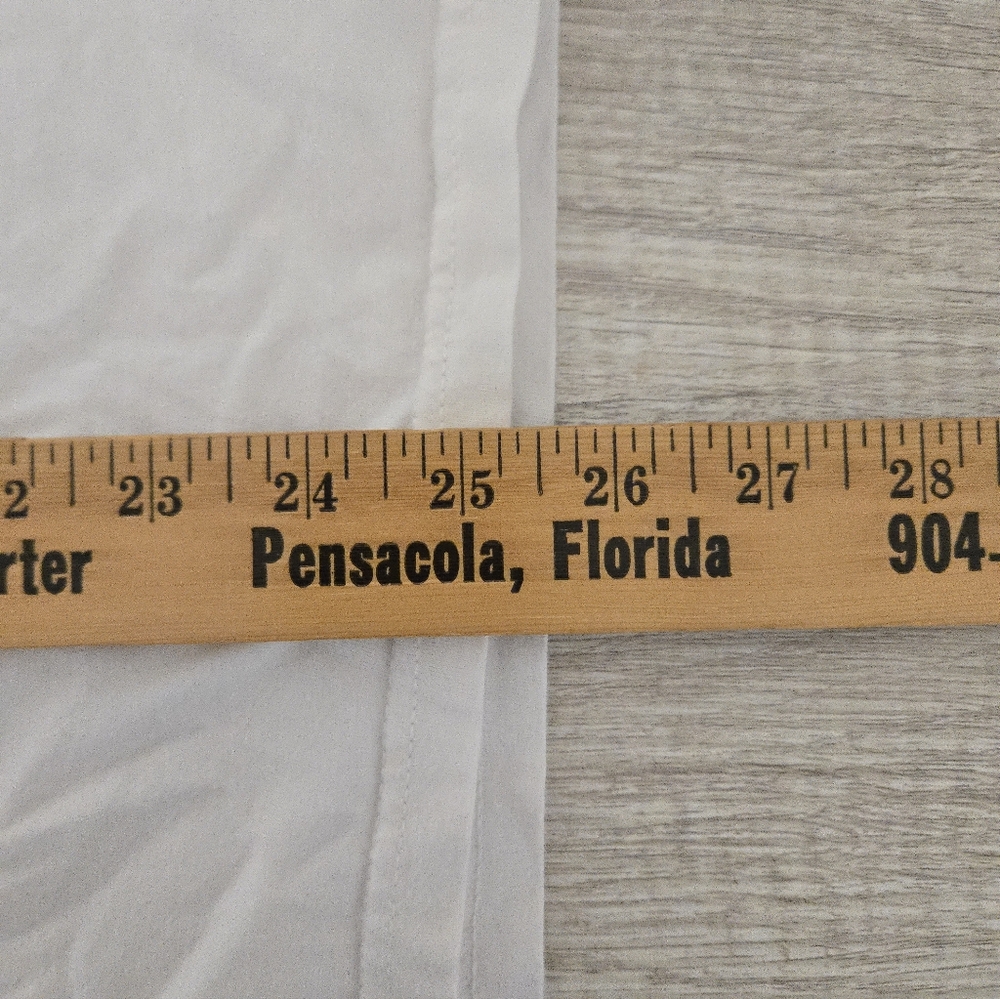 2 23 24 25 26 27 28
rter Pensacola, Florida 904-